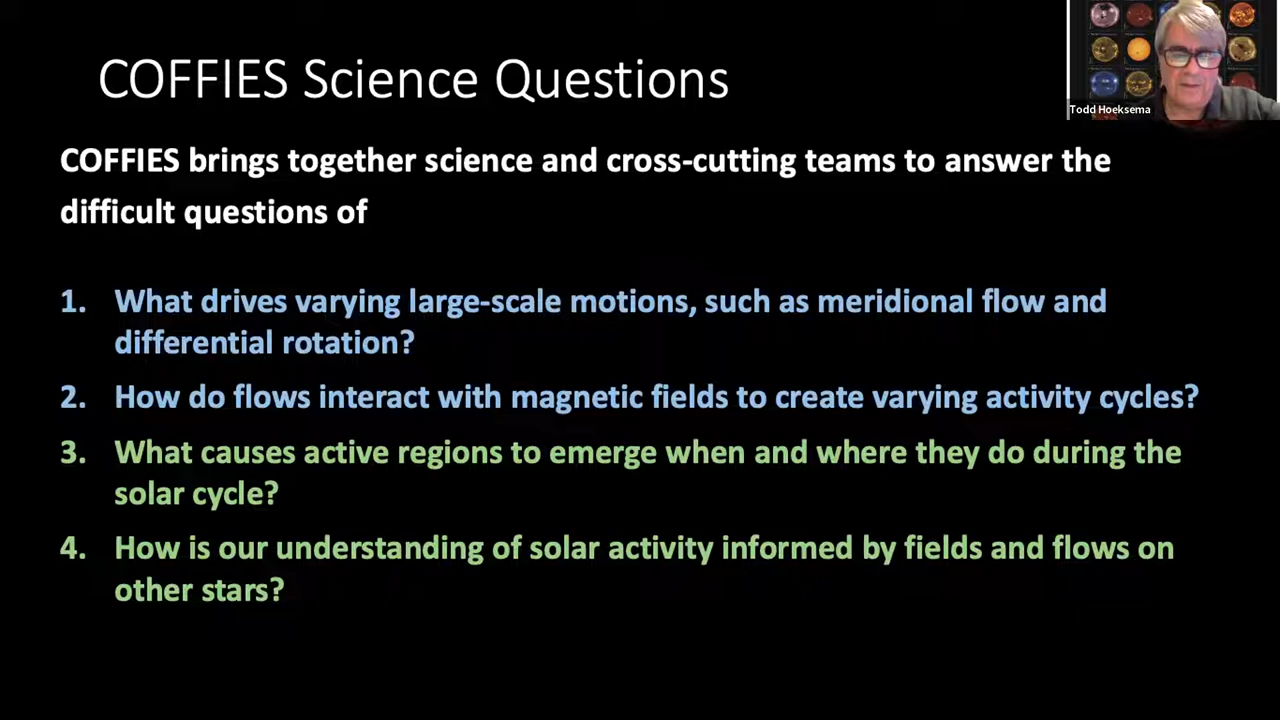 COFFIES Science Questions
Todd Hoeksema
COFFIES brings together science and cross-cutting teams to answer the
difficult questions of
1. What drives varying large-scale motions, such as meridional flow and
differential rotation?
2. How do flows interact with magnetic fields to create varying activity cycles?
3. What causes active regions to emerge when and where they do during the
solar cycle?
4. How is our understanding of solar activity informed by fields and flows on
other stars?